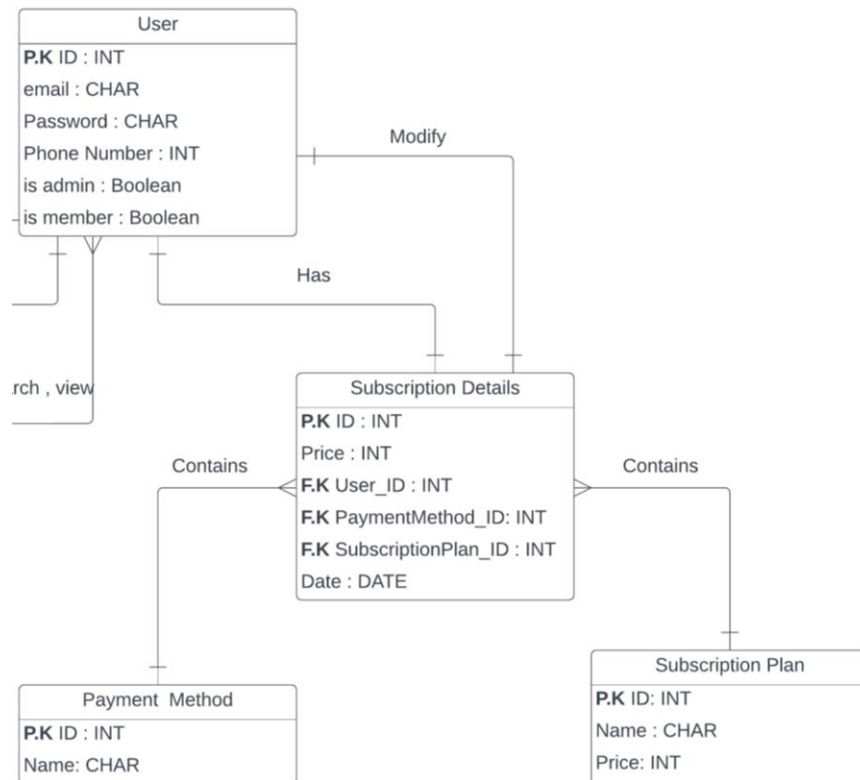 User
P.K ID : INT
email : CHAR
Password : CHAR
Phone Number : INT
is admin : Boolean
is member : Boolean
Modify
Has
rch , view
Subscription Details
P.K ID : INT
Price : INT
F.K User_ID : INT
F.K PaymentMethod_ID: INT
F.K SubscriptionPlan_ID : INT
Date : DATE
Contains
Contains
Payment Method
P.K ID : INT
Name: CHAR
Subscription Plan
P.K ID: INT
Name : CHAR
Price: INT